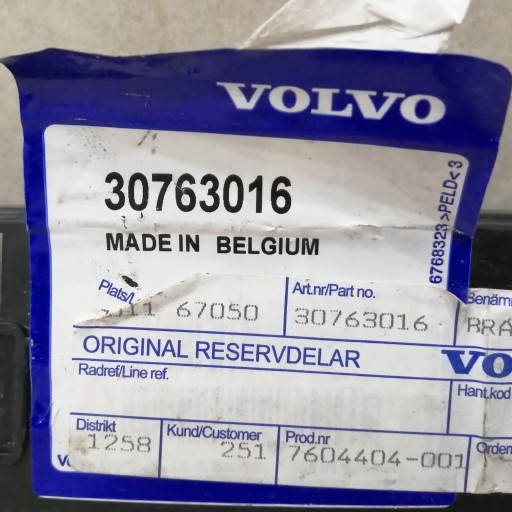 VOLVO
30763016
MADE IN BELGIUM
6768323 >PELD< 3
Art.nr/Part no.
67050 30763016
ORIGINAL RESERVDELAR
Radref/Line ref.
Hant.kod
Distrikt Kund/Customer Prod.nr
1258 251 7604404-001